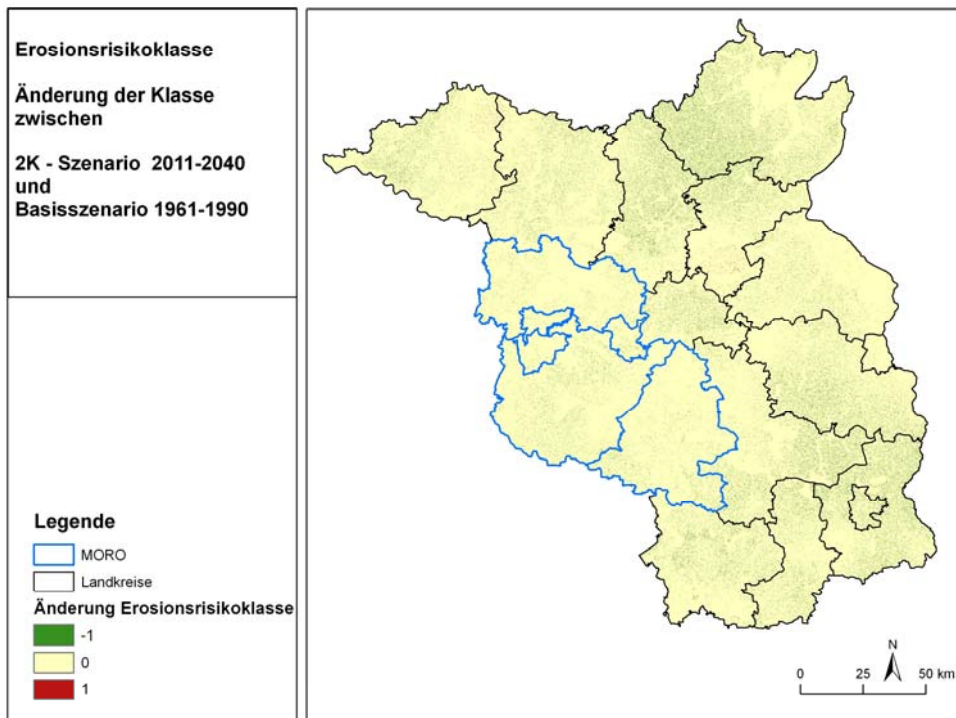 Erosionsrisikoklasse
Änderung der Klasse
zwischen
2K - Szenario 2011-2040
und
Basisszenario 1961-1990
Legende
MORO
Landkreise
Änderung Erosionsrisikoklasse
-1
0
1
N
0 25 50 km